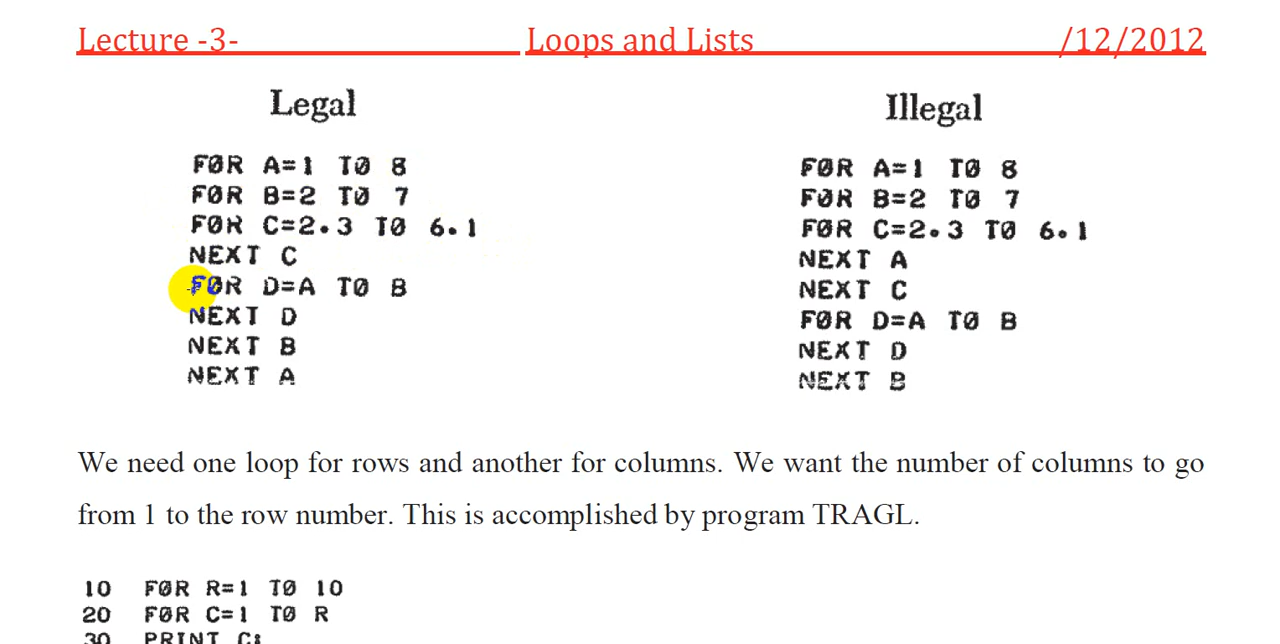 Lecture -3- Loops and Lists /12/2012
Legal
FØR A=1 TØ 8
FØR B=2 TØ 7
FØR C=2.3 TØ 6.1
NEXT C
FØR D=A TØ B
NEXT D
NEXT B
NEXT A
Illegal
FØR A=1 TØ 8
FØR B=2 TØ 7
FØR C=2.3 TØ 6.1
NEXT A
NEXT C
FØR D=A TØ B
NEXT D
NEXT B
We need one loop for rows and another for columns. We want the number of columns to go
from 1 to the row number. This is accomplished by program TRAGL.
10 FØR R=1 TØ 10
20 FØR C=1 TØ R
30 PRINT C;